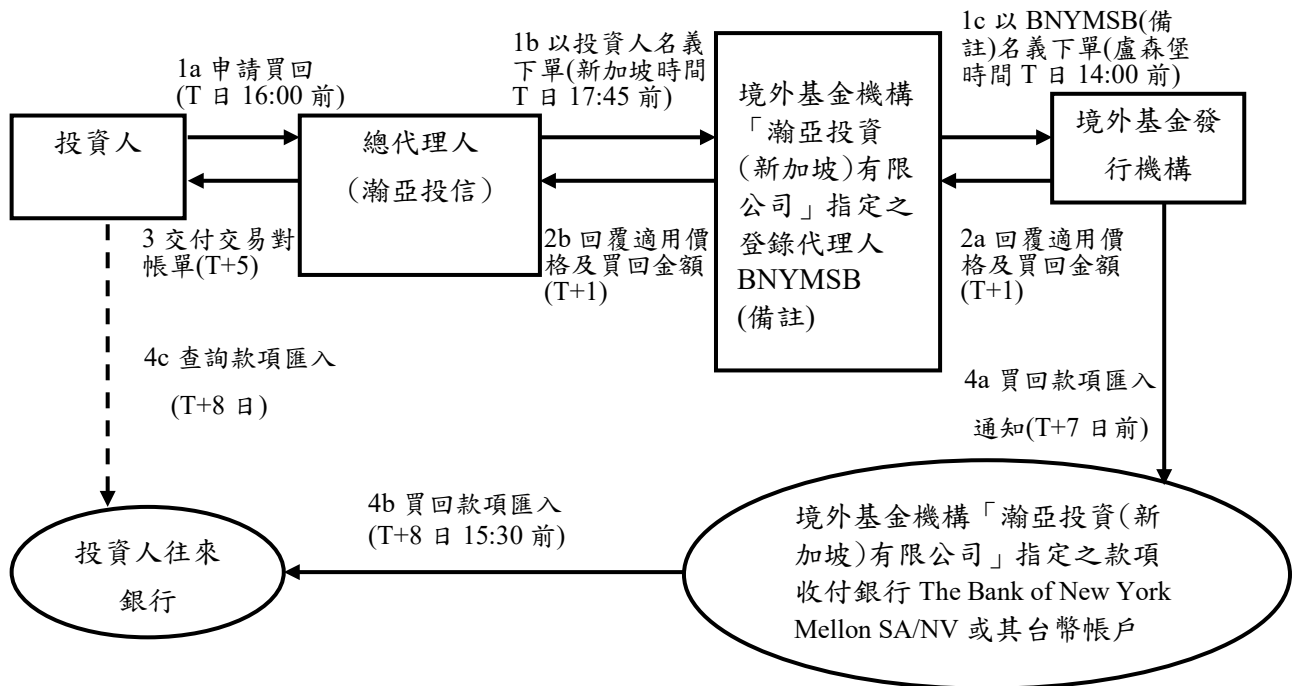 1a 申請買回
(T 日 16:00 前)
1b 以投資人名義
下單(新加坡時間
T 日 17:45 前)
1c 以 BNYMSB(備
註)名義下單(盧森堡
時間 T 日 14:00 前)
投資人
總代理人
(瀚亞投信)
境外基金機構
「瀚亞投資
(新加坡)有限
公司」指定之
登錄代理人
BNYMSB
(備註)
境外基金發
行機構
3 交付交易對
帳單(T+5)
2b 回覆適用價
格及買回金額
(T+1)
2a 回覆適用價
格及買回金額
(T+1)
4c 查詢款項匯入
(T+8 日)
4a 買回款項匯入
通知(T+7 日前)
4b 買回款項匯入
(T+8 日 15:30 前)
投資人往來
銀行
境外基金機構「瀚亞投資(新
加坡)有限公司」指定之款項
收付銀行 The Bank of New York
Mellon SA/NV 或其台幣帳戶